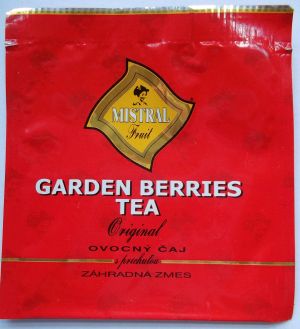 MISTRAL
Fruit
GARDEN BERRIES
TEA
Original
OVOCNÝ ČAJ
s príchuťou
ZÁHRADNÁ ZMES